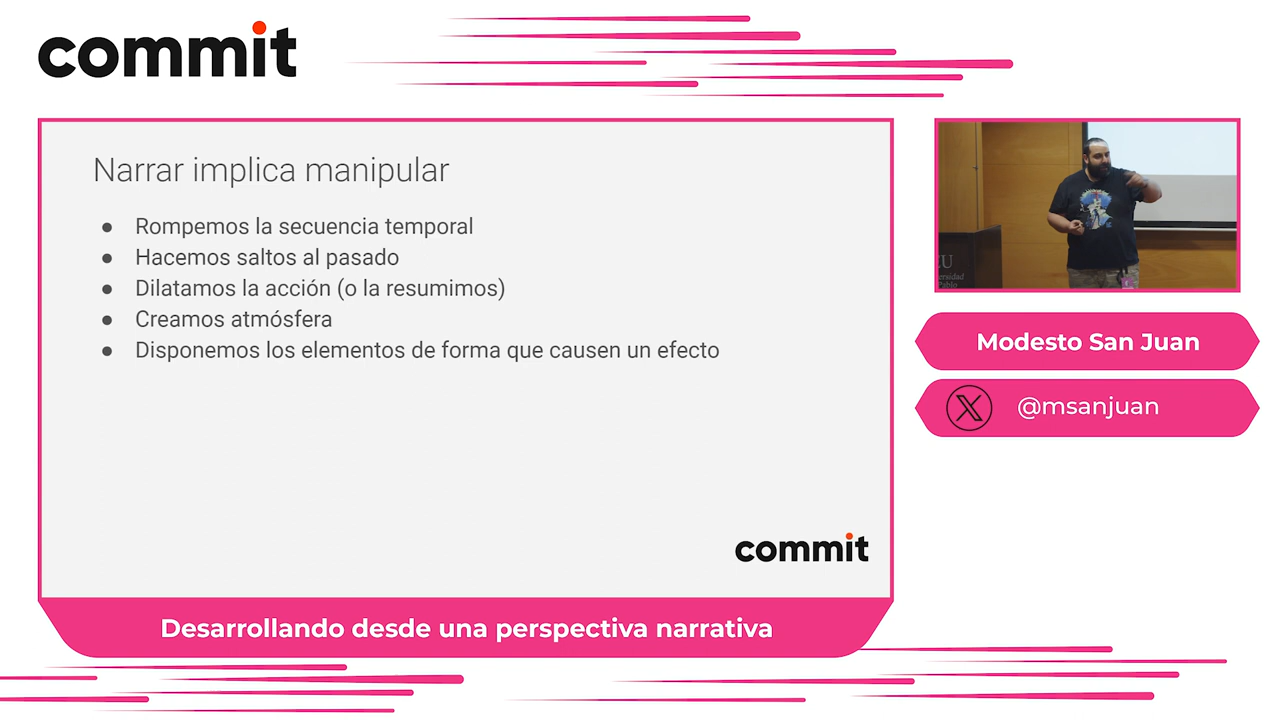 commit
Narrar implica manipular
● Rompemos la secuencia temporal
● Hacemos saltos al pasado
● Dilatamos la acción (o la resumimos)
● Creamos atmósfera
● Disponemos los elementos de forma que causen un efecto
commit
Desarrollando desde una perspectiva narrativa
Modesto San Juan
@msanjuan